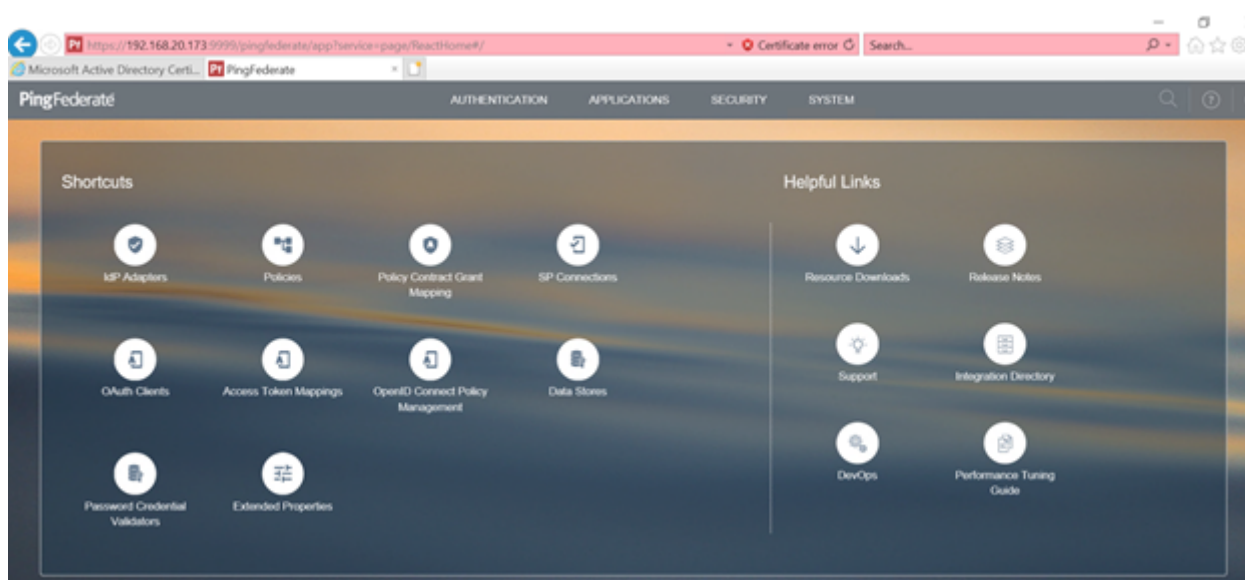 https://192.168.20.173:9999/pingfederate/app?service=page/ReactHome#/
Certificate error
Search...
Microsoft Active Directory Certi...
PingFederate
PingFederate
AUTHENTICATION APPLICATIONS SECURITY SYSTEM
Shortcuts
Helpful Links
IdP Adapters
Policies
Policy Contract Grant
Mapping
SP Connections
Resource Downloads
Release Notes
OAuth Clients
Access Token Mappings
OpenID Connect Policy
Management
Data Stores
Support
Integration Directory
Password Credential
Validators
Extended Properties
DevOps
Performance Tuning
Guide